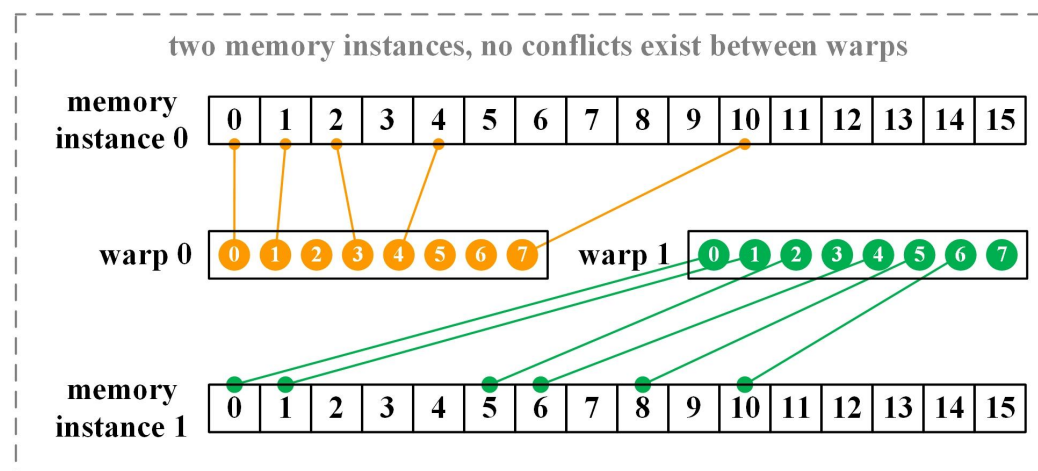 two memory instances, no conflicts exist between warps
memory
instance 0
0 1 2 3 4 5 6 7 8 9 10 11 12 13 14 15
warp 0
0 1 2 3 4 5 6 7
warp 1
0 1 2 3 4 5 6 7
memory
instance 1
0 1 2 3 4 5 6 7 8 9 10 11 12 13 14 15